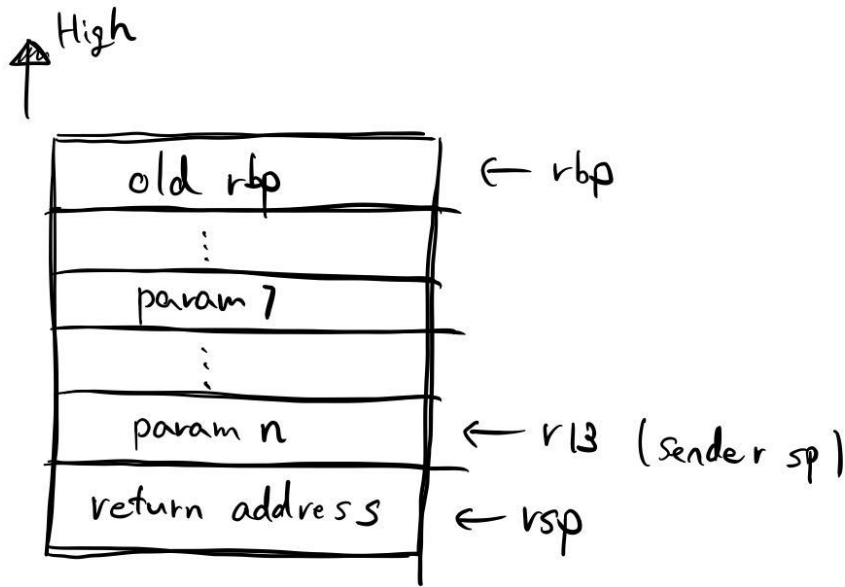 High
old rbp ← rbp
⋮
param 7
⋮
param n ← r13 (sender sp)
return address ← rsp